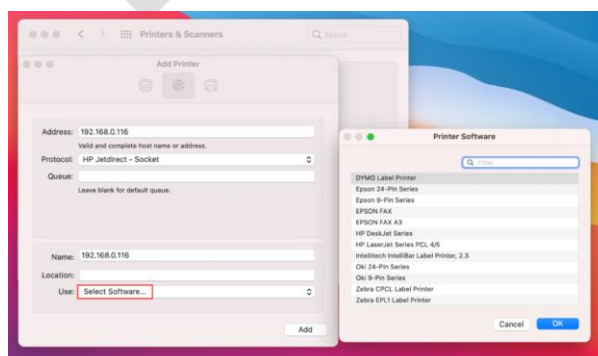 Printers & Scanners
Search
Add Printer
Address: 192.168.0.116
Valid and complete host name or address.
Protocol: HP Jetdirect - Socket
Queue:
Leave blank for default queue.
Name: 192.168.0.116
Location:
Use: Select Software...
Add
Printer Software
Filter
DYMO Label Printer
Epson 24-Pin Series
Epson 9-Pin Series
EPSON FAX
EPSON FAX A3
HP DeskJet Series
HP LaserJet Series PCL 4/5
Intellitech IntelliBar Label Printer, 2.3
Oki 24-Pin Series
Oki 9-Pin Series
Zebra CPCL Label Printer
Zebra EPL1 Label Printer
Cancel
OK